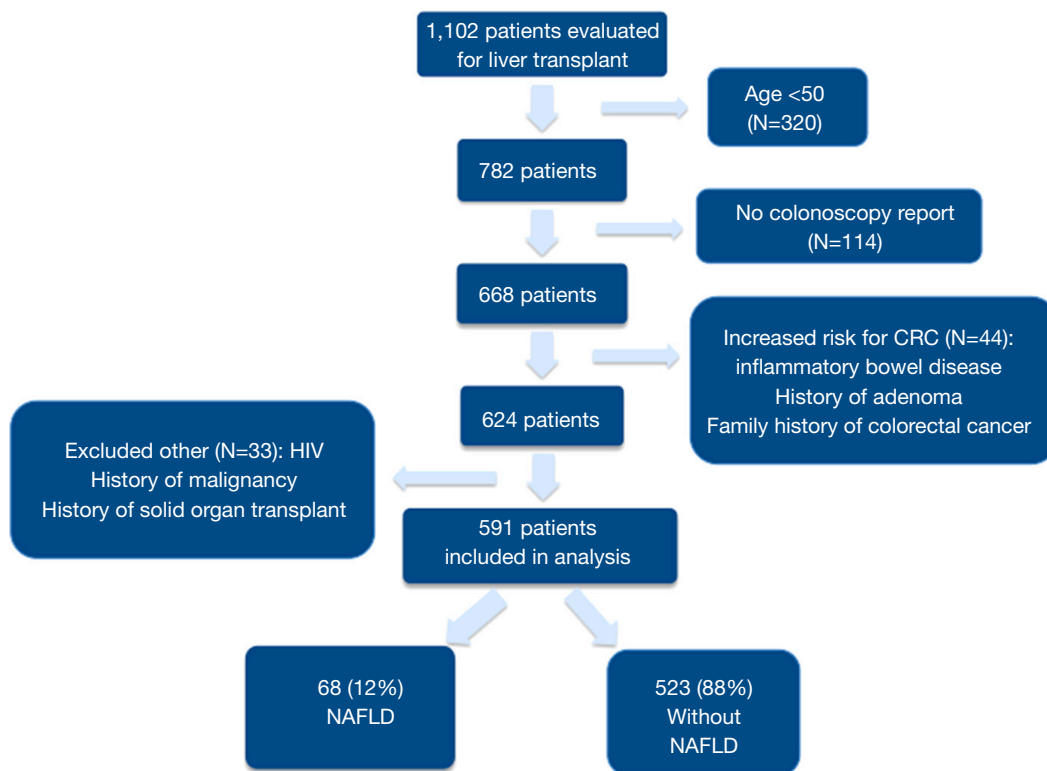 1,102 patients evaluated
for liver transplant
Age <50
(N=320)
782 patients
No colonoscopy report
(N=114)
668 patients
Increased risk for CRC (N=44):
inflammatory bowel disease
History of adenoma
Family history of colorectal cancer
624 patients
Excluded other (N=33): HIV
History of malignancy
History of solid organ transplant
591 patients
included in analysis
68 (12%)
NAFLD
523 (88%)
Without
NAFLD